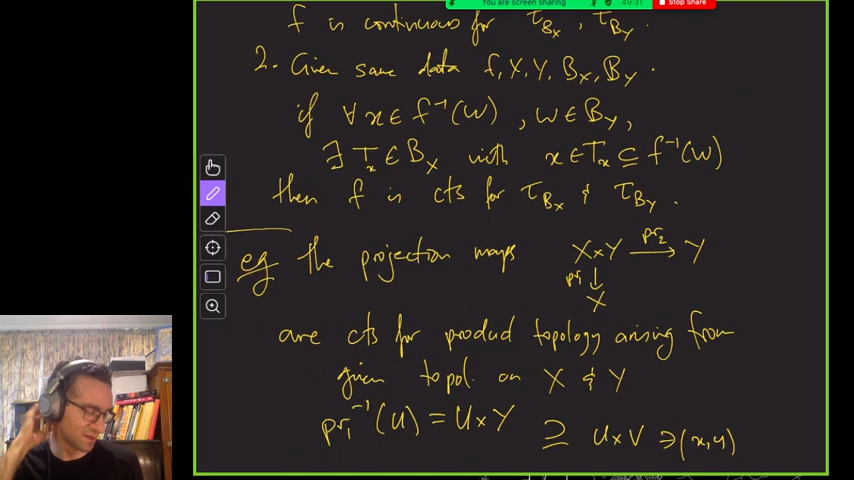 You are screen sharing 49:31 Stop Share
f is continuous for τ_{B_X}, τ_{B_Y}.
2. Given same data f, X, Y, B_X, B_Y.
if ∀ x ∈ f⁻¹(W), W ∈ B_Y,
∃ T_x ∈ B_X with x ∈ T_x ⊆ f⁻¹(W)
then f is cts for τ_{B_X} & τ_{B_Y}.
eg the projection maps X×Y → Y pr₂
pr₁ ↓
X
are cts for product topology arising from
given topol. on X & Y
pr₁⁻¹(U) = U×Y ⊇ U×V ∋ (x,y)